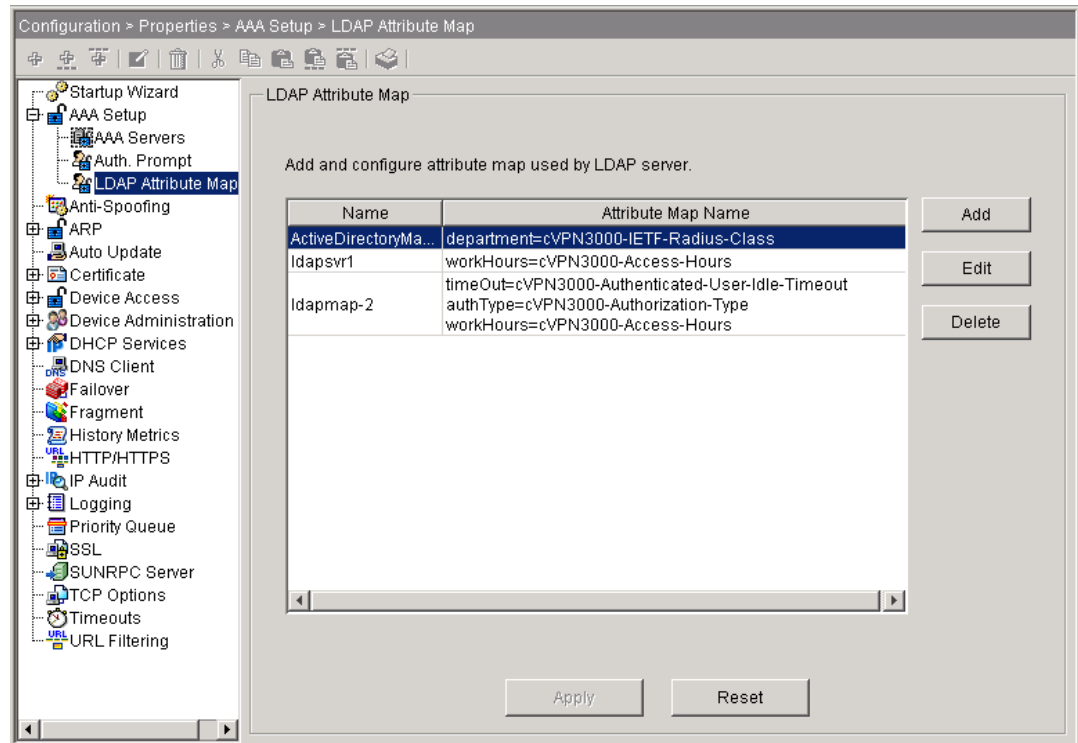 Configuration > Properties > AAA Setup > LDAP Attribute Map
Startup Wizard
AAA Setup
AAA Servers
Auth. Prompt
LDAP Attribute Map
Anti-Spoofing
ARP
Auto Update
Certificate
Device Access
Device Administration
DHCP Services
DNS Client
Failover
Fragment
History Metrics
HTTP/HTTPS
IP Audit
Logging
Priority Queue
SSL
SUNRPC Server
TCP Options
Timeouts
URL Filtering
LDAP Attribute Map
Add and configure attribute map used by LDAP server.
Name Attribute Map Name
ActiveDirectoryMa... department=cVPN3000-IETF-Radius-Class
ldapsvr1 workHours=cVPN3000-Access-Hours
ldapmap-2 timeOut=cVPN3000-Authenticated-User-Idle-Timeout
authType=cVPN3000-Authorization-Type
workHours=cVPN3000-Access-Hours
Add
Edit
Delete
Apply Reset